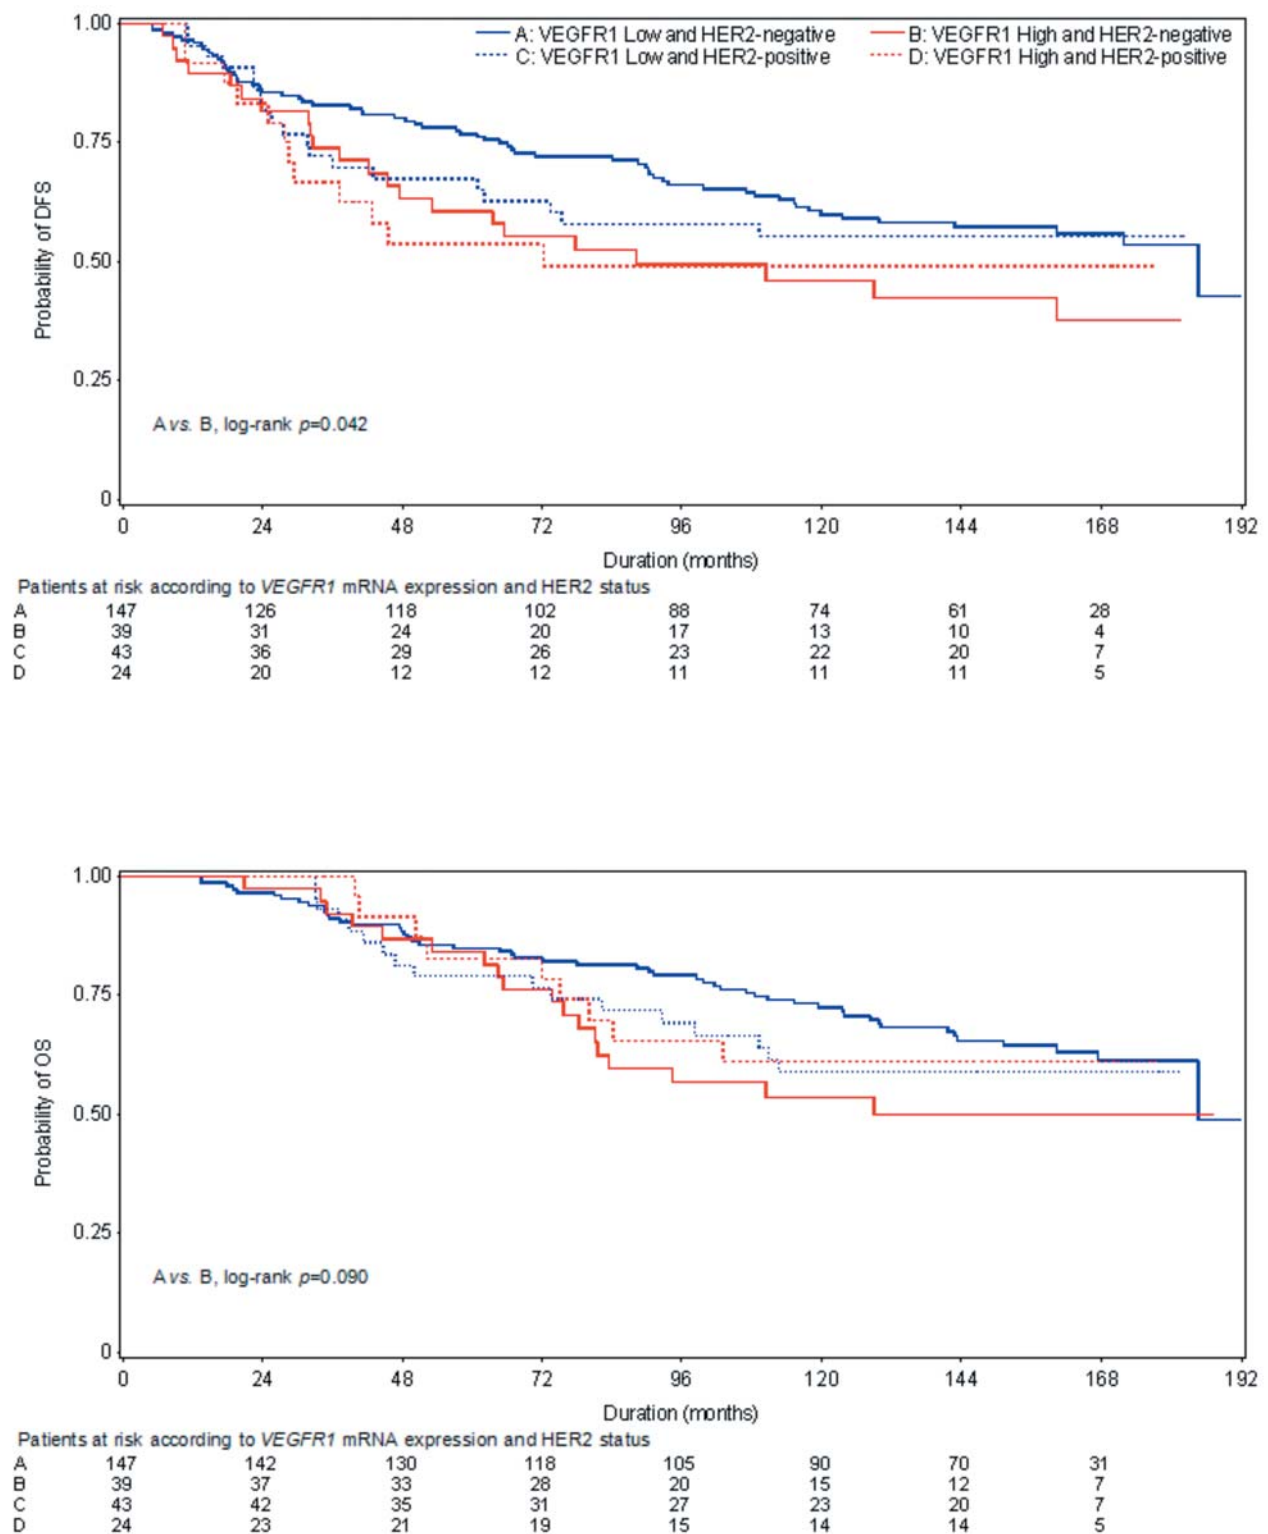 1.00
A: VEGFR1 Low and HER2-negative B: VEGFR1 High and HER2-negative
C: VEGFR1 Low and HER2-positive D: VEGFR1 High and HER2-positive
0.75
Probability of DFS
0.50
0.25
A vs. B, log-rank p=0.042
0
0 24 48 72 96 120 144 168 192
Duration (months)
Patients at risk according to VEGFR1 mRNA expression and HER2 status
A 147 126 118 102 88 74 61 28
B 39 31 24 20 17 13 10 4
C 43 36 29 26 23 22 20 7
D 24 20 12 12 11 11 11 5
1.00
0.75
Probability of OS
0.50
0.25
A vs. B, log-rank p=0.090
0
0 24 48 72 96 120 144 168 192
Duration (months)
Patients at risk according to VEGFR1 mRNA expression and HER2 status
A 147 142 130 118 105 90 70 31
B 39 37 33 28 20 15 12 7
C 43 42 35 31 27 23 20 7
D 24 23 21 19 15 14 14 5